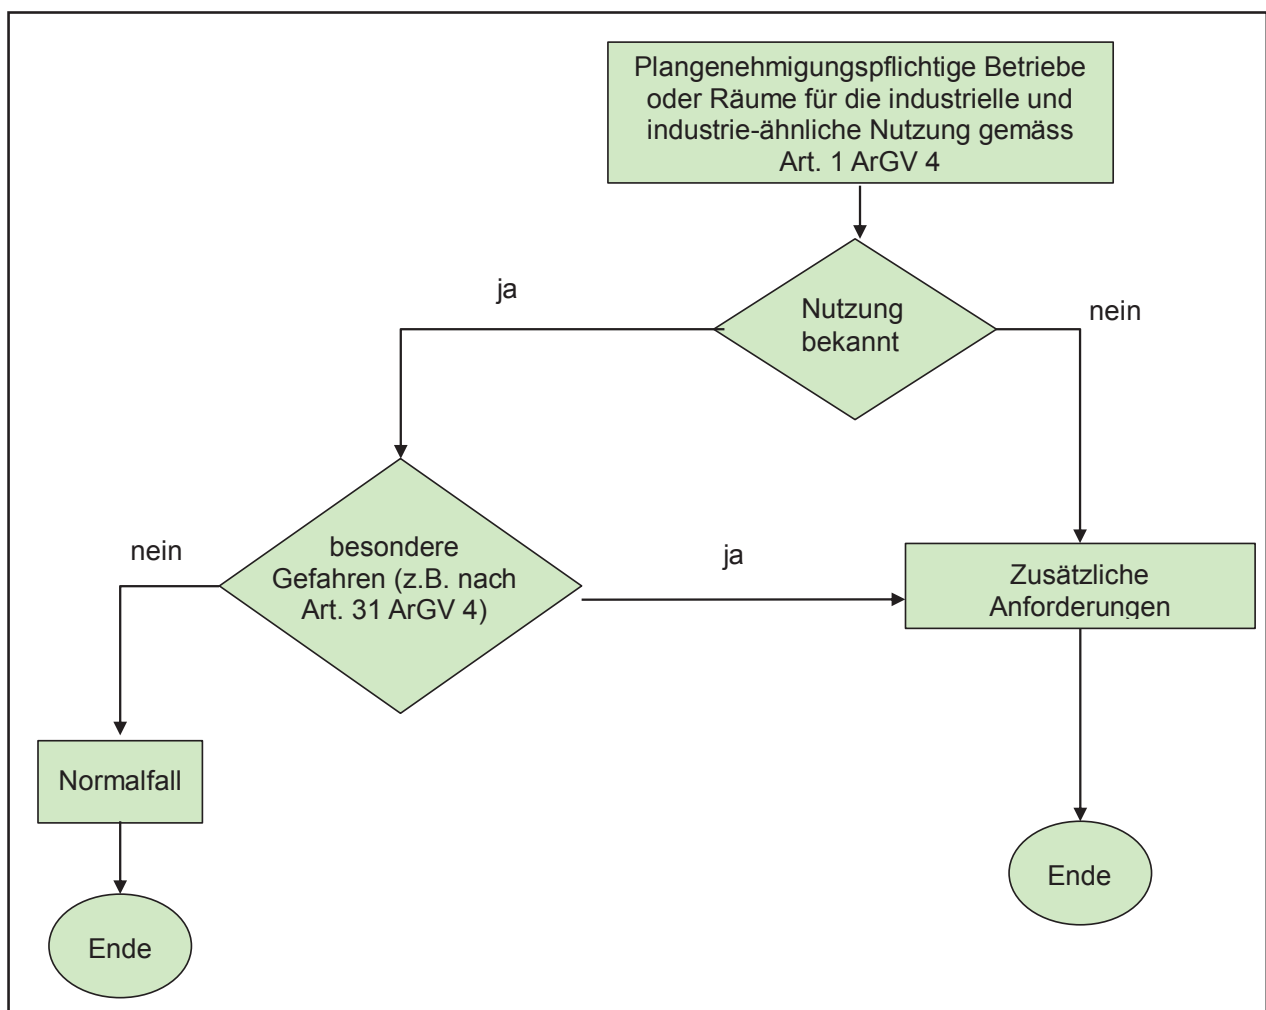 Plangenehmigungspflichtige Betriebe
oder Räume für die industrielle und
industrie-ähnliche Nutzung gemäss
Art. 1 ArGV 4
ja
Nutzung
bekannt
nein
nein
besondere
Gefahren (z.B. nach
Art. 31 ArGV 4)
ja
Zusätzliche
Anforderungen
Normalfall
Ende
Ende